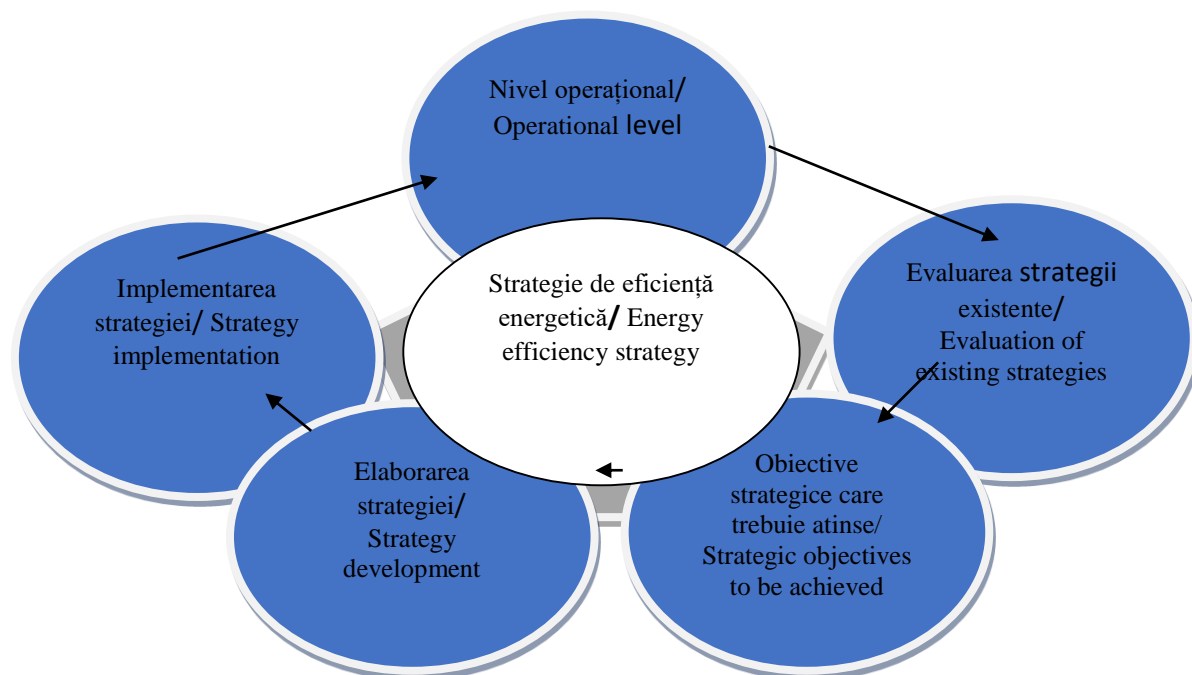 Nivel operațional/
Operational level
Strategie de eficiență
energetică/ Energy
efficiency strategy
Evaluarea strategii
existente/
Evaluation of
existing strategies
Implementarea
strategiei/ Strategy
implementation
Elaborarea
strategiei/
Strategy
development
Obiective
strategice care
trebuie atinse/
Strategic objectives
to be achieved